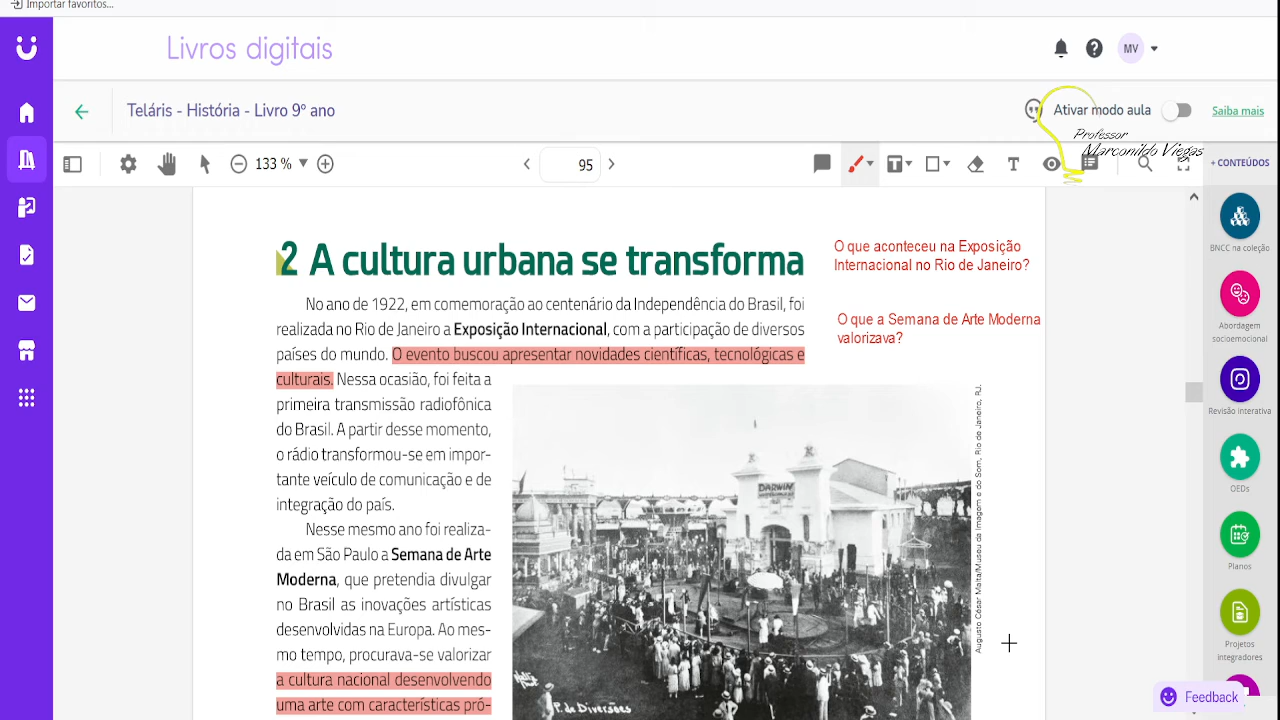 Importar favoritos...
Livros digitais
MV
Teláris - História - Livro 9º ano
Ativar modo aula
Saiba mais
Professor
Marconildo Viegas
133 %
95
+ CONTEÚDOS
2 A cultura urbana se transforma
No ano de 1922, em comemoração ao centenário da Independência do Brasil, foi
realizada no Rio de Janeiro a Exposição Internacional, com a participação de diversos
países do mundo. O evento buscou apresentar novidades científicas, tecnológicas e
culturais. Nessa ocasião, foi feita a
primeira transmissão radiofônica
do Brasil. A partir desse momento,
o rádio transformou-se em impor-
tante veículo de comunicação e de
integração do país.
Nesse mesmo ano foi realiza-
da em São Paulo a Semana de Arte
Moderna, que pretendia divulgar
no Brasil as inovações artísticas
desenvolvidas na Europa. Ao mes-
mo tempo, procurava-se valorizar
a cultura nacional desenvolvendo
uma arte com características pró-
O que aconteceu na Exposição
Internacional no Rio de Janeiro?
O que a Semana de Arte Moderna
valorizava?
DARWIN
P. de Diversões
Augusto César Malta/Museu da Imagem e do Som, Rio de Janeiro, RJ.
BNCC na coleção
Abordagem
socioemocional
Revisão interativa
OEDs
Planos
Projetos
integradores
Feedback